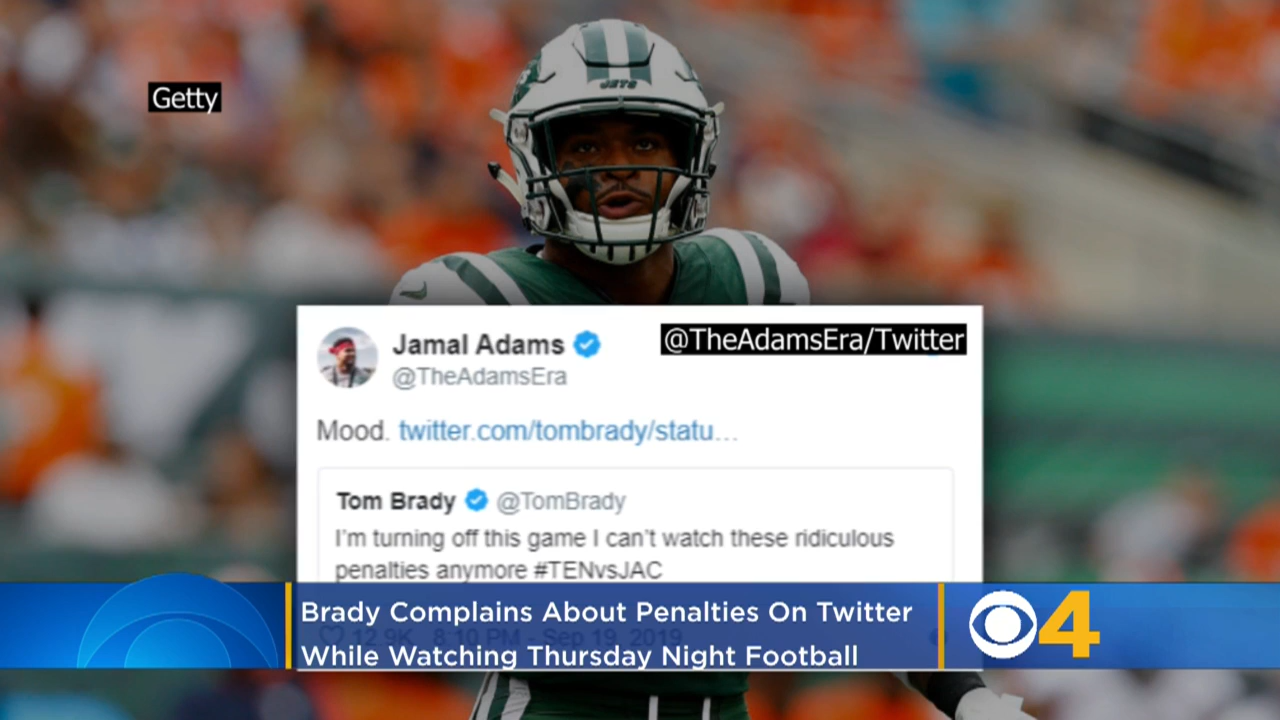 Getty
JETS
Jamal Adams
@TheAdamsEra/Twitter
@TheAdamsEra
Mood. twitter.com/tombrady/statu…
Tom Brady @TomBrady
I'm turning off this game I can't watch these ridiculous
penalties anymore #TENvsJAC
12.9K 8:10 PM - Sep 19, 2019
Brady Complains About Penalties On Twitter
While Watching Thursday Night Football
4